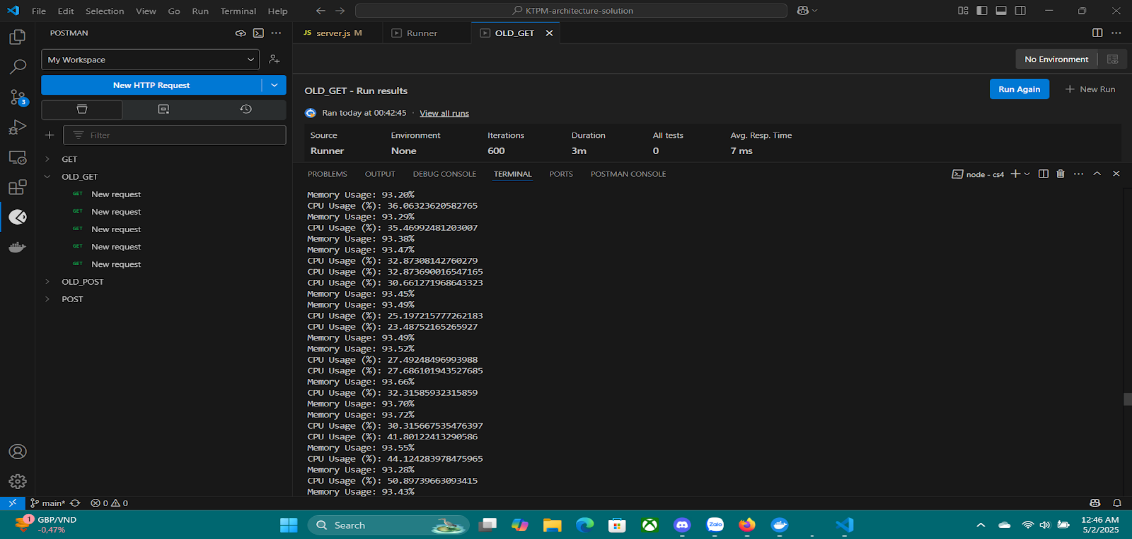 File Edit Selection View Go Run Terminal Help
KTPM-architecture-solution
POSTMAN
JS server.js M
Runner
OLD_GET
My Workspace
No Environment
New HTTP Request
OLD_GET - Run results
Run Again
New Run
Ran today at 00:42:45 · View all runs
Filter
Source Environment Iterations Duration All tests Avg. Resp. Time
Runner None 600 3m 0 7 ms
GET
OLD_GET
GET New request
GET New request
GET New request
GET New request
GET New request
OLD_POST
POST
3
PROBLEMS OUTPUT DEBUG CONSOLE TERMINAL PORTS POSTMAN CONSOLE
node - cs4
Memory Usage: 93.20%
CPU Usage (%): 36.06323620582765
Memory Usage: 93.29%
CPU Usage (%): 35.46992481203007
Memory Usage: 93.38%
Memory Usage: 93.47%
CPU Usage (%): 32.87308142760279
CPU Usage (%): 32.873690016547165
CPU Usage (%): 30.661271968643323
Memory Usage: 93.45%
Memory Usage: 93.49%
CPU Usage (%): 25.197215777262183
CPU Usage (%): 23.48752165265927
Memory Usage: 93.49%
Memory Usage: 93.52%
CPU Usage (%): 27.49248496993988
CPU Usage (%): 27.686101943527685
Memory Usage: 93.66%
CPU Usage (%): 32.31585932315859
Memory Usage: 93.70%
Memory Usage: 93.72%
CPU Usage (%): 30.315667535476397
CPU Usage (%): 41.80122413290586
Memory Usage: 93.55%
CPU Usage (%): 44.124283978475965
Memory Usage: 93.28%
CPU Usage (%): 50.89739663093415
Memory Usage: 93.43%
main* 0 0
1
GBP/VND
-0.47%
Search
Zalo
12:46 AM
5/2/2025